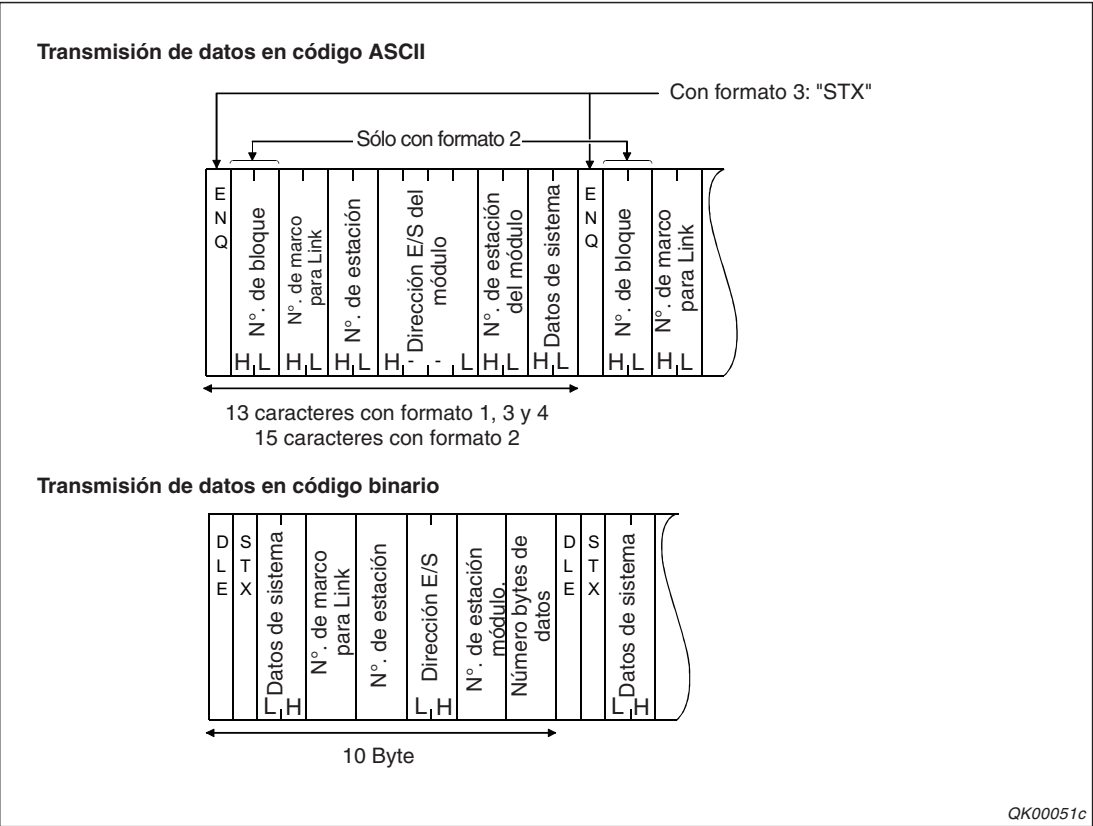 Transmisión de datos en código ASCII
Con formato 3: "STX"
Sólo con formato 2
E
N
Q
N°. de bloque
H L
N°. de marco
para Link
H L
N°. de estación
H L
Dirección E/S del
módulo
H - - L
N°. de estación
del módulo
H L
Datos de sistema
H L
E
N
Q
N°. de bloque
H L
N°. de marco
para Link
H L
13 caracteres con formato 1, 3 y 4
15 caracteres con formato 2
Transmisión de datos en código binario
D
L
E
S
T
X
Datos de sistema
L H
N°. de marco
para Link
N°. de estación
Dirección E/S
L H
N°. de estación
módulo.
Número bytes de
datos
D
L
E
S
T
X
Datos de sistema
L H
10 Byte
QK00051c